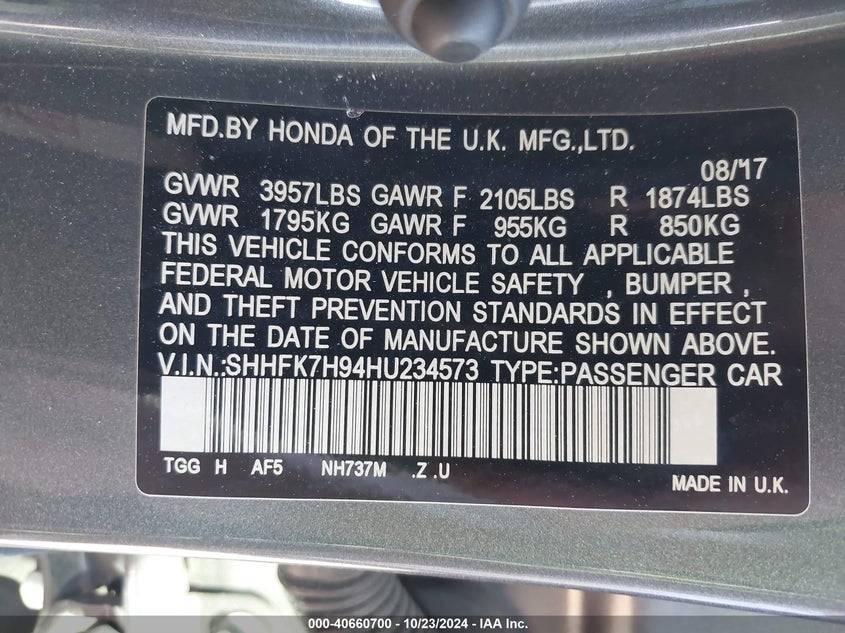 MFD.BY HONDA OF THE U.K. MFG.,LTD.
08/'17
GVWR 3957LBS GAWR F 2105LBS R 1874LBS
GVWR 1795KG GAWR F 955KG R 850KG
THIS VEHICLE CONFORMS TO ALL APPLICABLE
FEDERAL MOTOR VEHICLE SAFETY , BUMPER ,
AND THEFT PREVENTION STANDARDS IN EFFECT
ON THE DATE OF MANUFACTURE SHOWN ABOVE.
V.I.N.:SHHFK7H94HU234573 TYPE:PASSENGER CAR
TGG H AF5 NH737M .Z .U
MADE IN U.K.
000-40660700 - 10/23/2024 - IAA Inc.